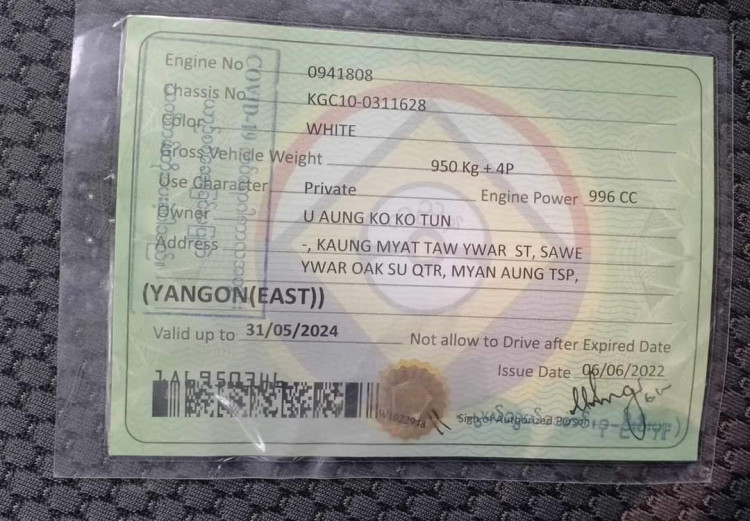 Engine No 0941808
Chassis No KGC10-0311628
Color WHITE
Gross Vehicle Weight 950 Kg + 4P
Use Character Private Engine Power 996 CC
Owner U AUNG KO KO TUN
Address -, KAUNG MYAT TAW YWAR ST, SAWE
YWAR OAK SU QTR, MYAN AUNG TSP,
(YANGON(EAST))
Valid up to 31/05/2024 Not allow to Drive after Expired Date
Issue Date 06/06/2022
Sign of Authorized Person
COVID-19